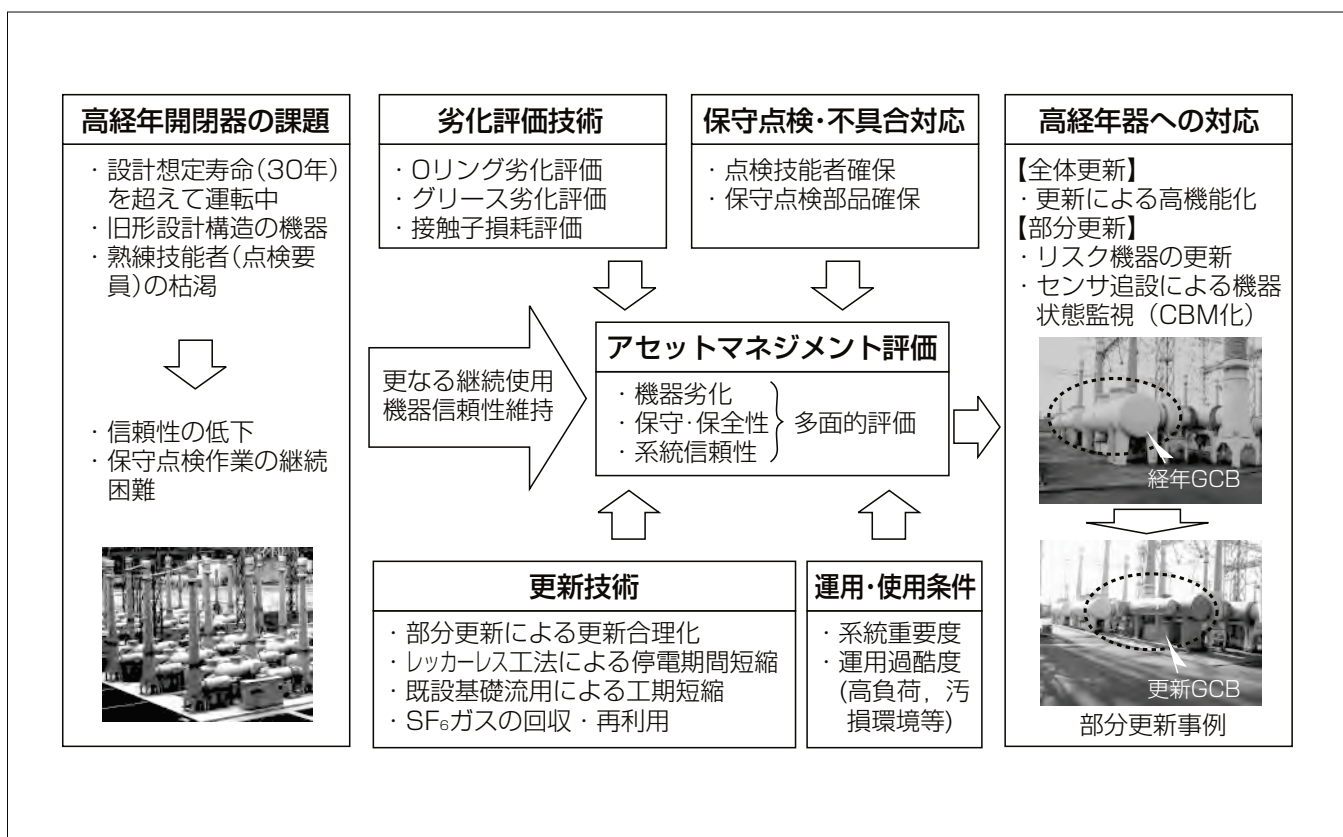 高経年開閉器の課題
・設計想定寿命(30年)
を超えて運転中
・旧形設計構造の機器
・熟練技能者(点検要
員)の枯渇
・信頼性の低下
・保守点検作業の継続
困難
劣化評価技術
・Oリング劣化評価
・グリース劣化評価
・接触子損耗評価
保守点検・不具合対応
・点検技能者確保
・保守点検部品確保
更なる継続使用
機器信頼性維持
アセットマネジメント評価
・機器劣化
・保守・保全性
・系統信頼性
多面的評価
更新技術
・部分更新による更新合理化
・レッカーレス工法による停電期間短縮
・既設基礎流用による工期短縮
・SF₆ガスの回収・再利用
運用・使用条件
・系統重要度
・運用過酷度
(高負荷，汚
損環境等)
高経年器への対応
【全体更新】
・更新による高機能化
【部分更新】
・リスク機器の更新
・センサ追設による機器
状態監視（CBM化）
経年GCB
更新GCB
部分更新事例